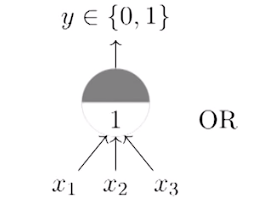 y ∈ {0, 1}
1
OR
x₁ x₂ x₃